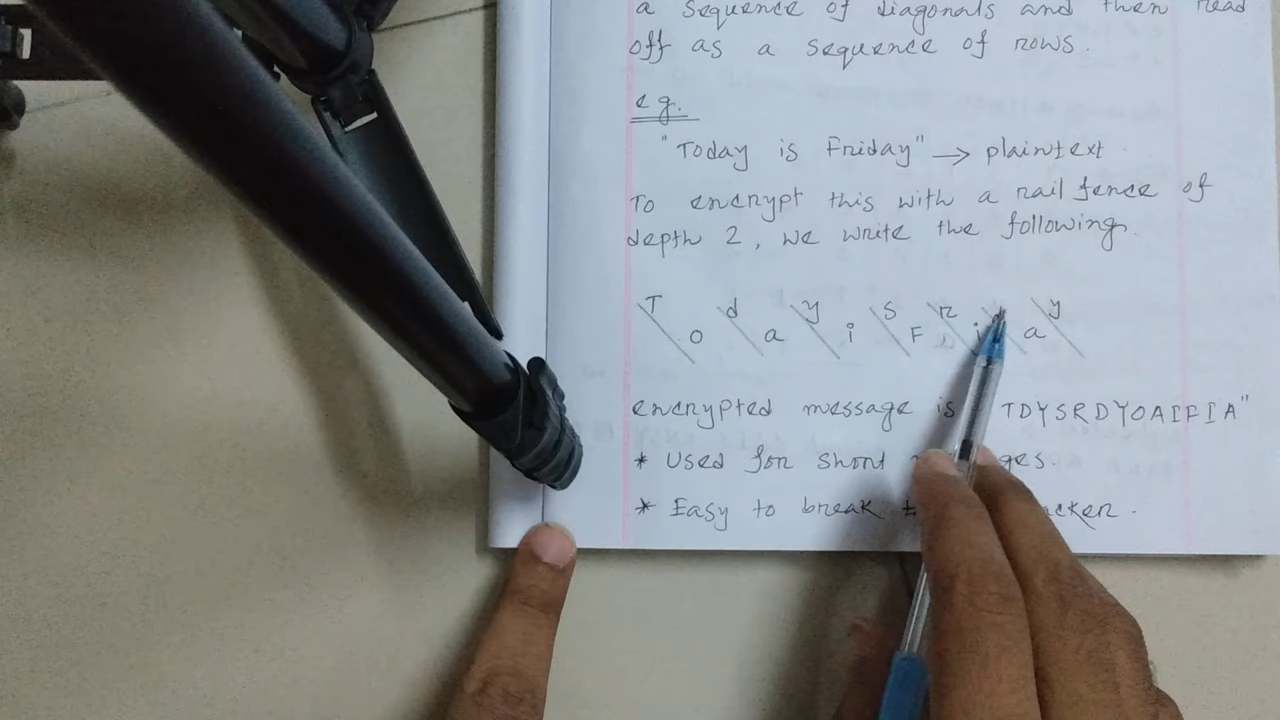 a sequence of diagonals and then read
off as a sequence of rows.
eg.
"Today is Friday" → plaintext
To encrypt this with a rail fence of
depth 2, we write the following.
T d y s r y
o a i F i a
encrypted message is TDYSRDYOAIFIA"
* Used for short
* Easy to break